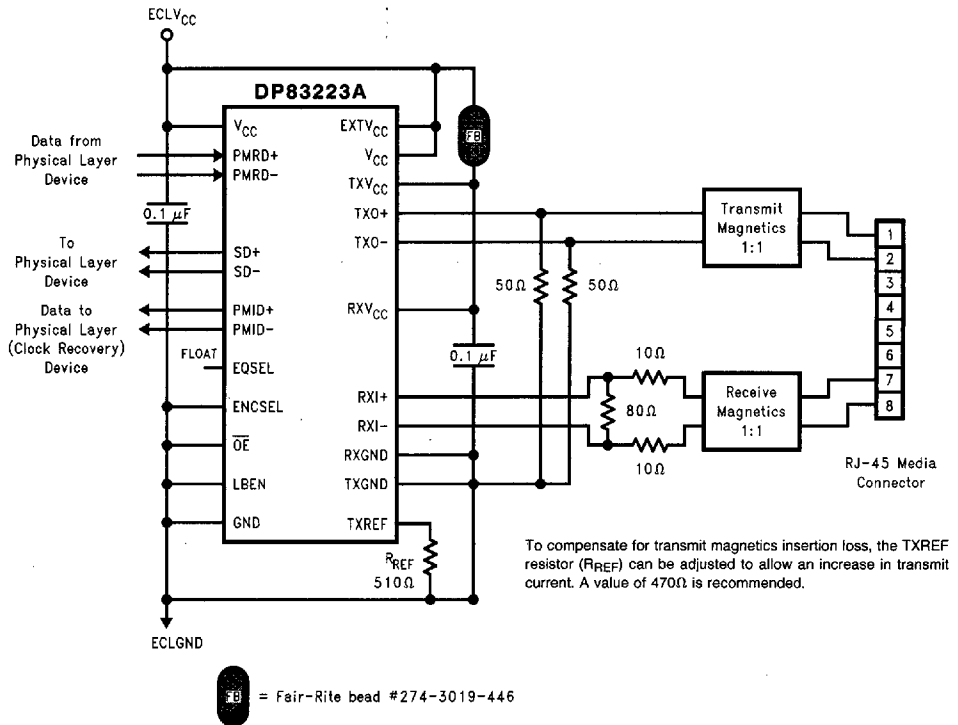 ECLVCC
DP83223A
Data from
Physical Layer
Device
VCC
PMRD+
PMRD-
0.1 μF
To
Physical Layer
Device
SD+
SD-
Data to
Physical Layer
(Clock Recovery)
Device
PMID+
PMID-
FLOAT
EQSEL
ENCSEL
OE
LBEN
GND
EXTVCC
VCC
TXVCC
TXO+
TXO-
RXVCC
RXI+
RXI-
RXGND
TXGND
TXREF
RREF
510Ω
FB
0.1 μF
50Ω
50Ω
10Ω
80Ω
10Ω
Transmit
Magnetics
1:1
Receive
Magnetics
1:1
1
2
3
4
5
6
7
8
RJ-45 Media
Connector
To compensate for transmit magnetics insertion loss, the TXREF
resistor (RREF) can be adjusted to allow an increase in transmit
current. A value of 470Ω is recommended.
ECLGND
FB = Fair-Rite bead #274-3019-446